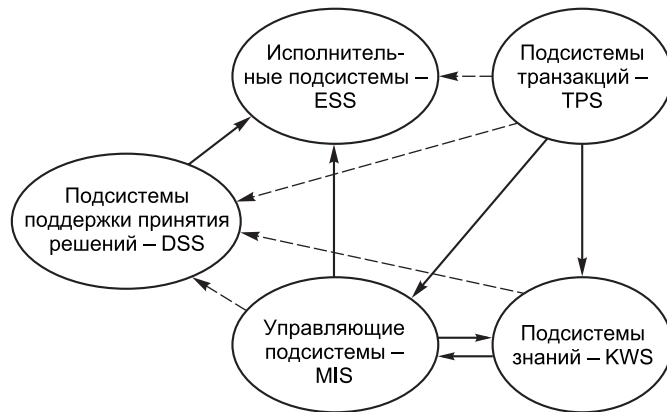 Исполнитель-
ные подсистемы –
ESS
Подсистемы
транзакций –
TPS
Подсистемы
поддержки принятия
решений – DSS
Управляющие
подсистемы –
MIS
Подсистемы
знаний – KWS